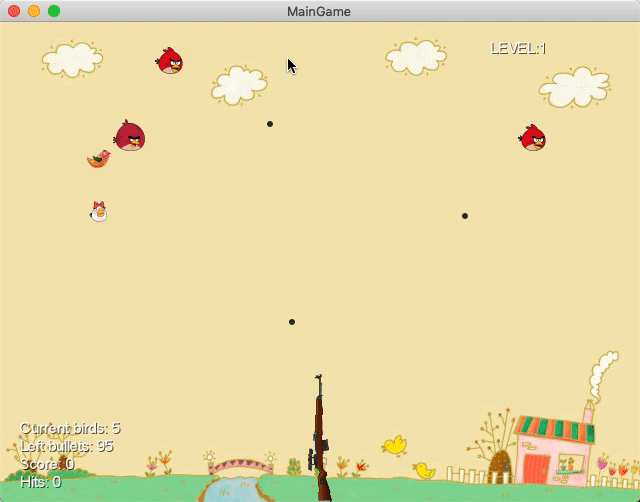 MainGame
LEVEL:1
Current birds: 5
Left bullets: 95
Score: 0
Hits: 0